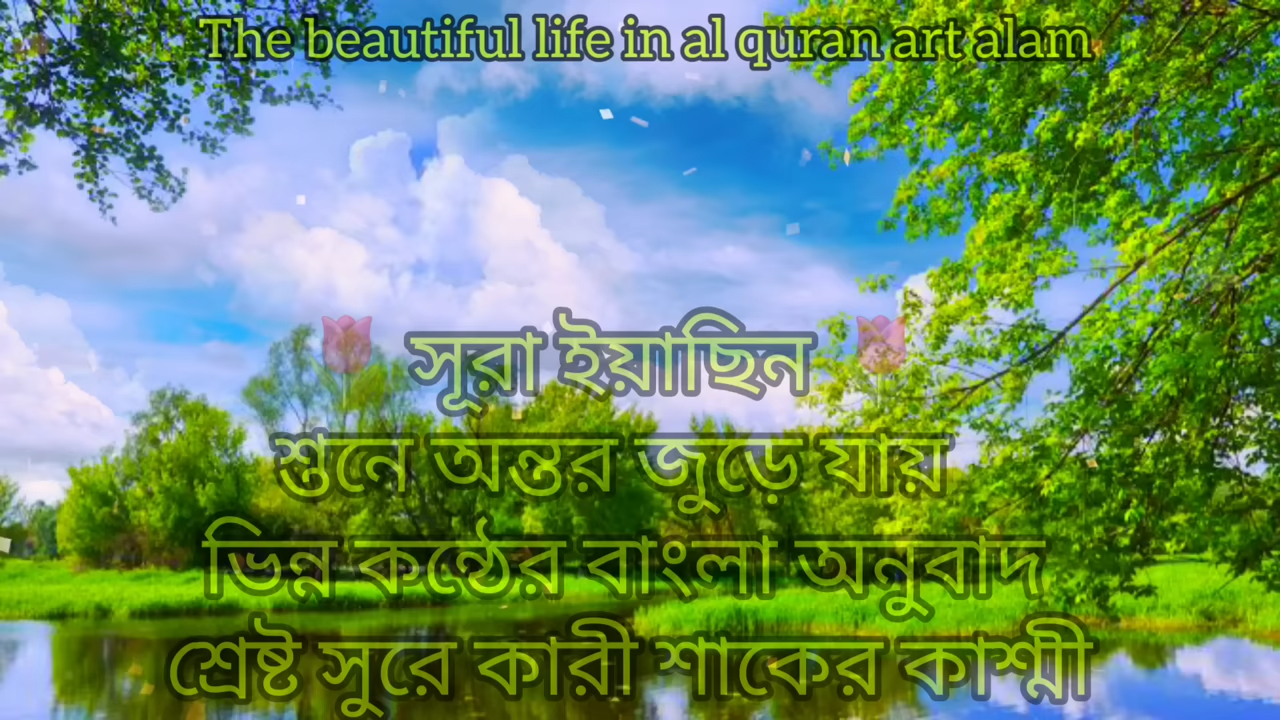 The beautiful life in al quran art alam
🌷 সূরা ইয়াছিন 🌷
শুনে অন্তর জুড়ে যায়
ভিন্ন কন্ঠের বাংলা অনুবাদ
শ্রেষ্ট সুরে কারী শাকের কাশ্মী